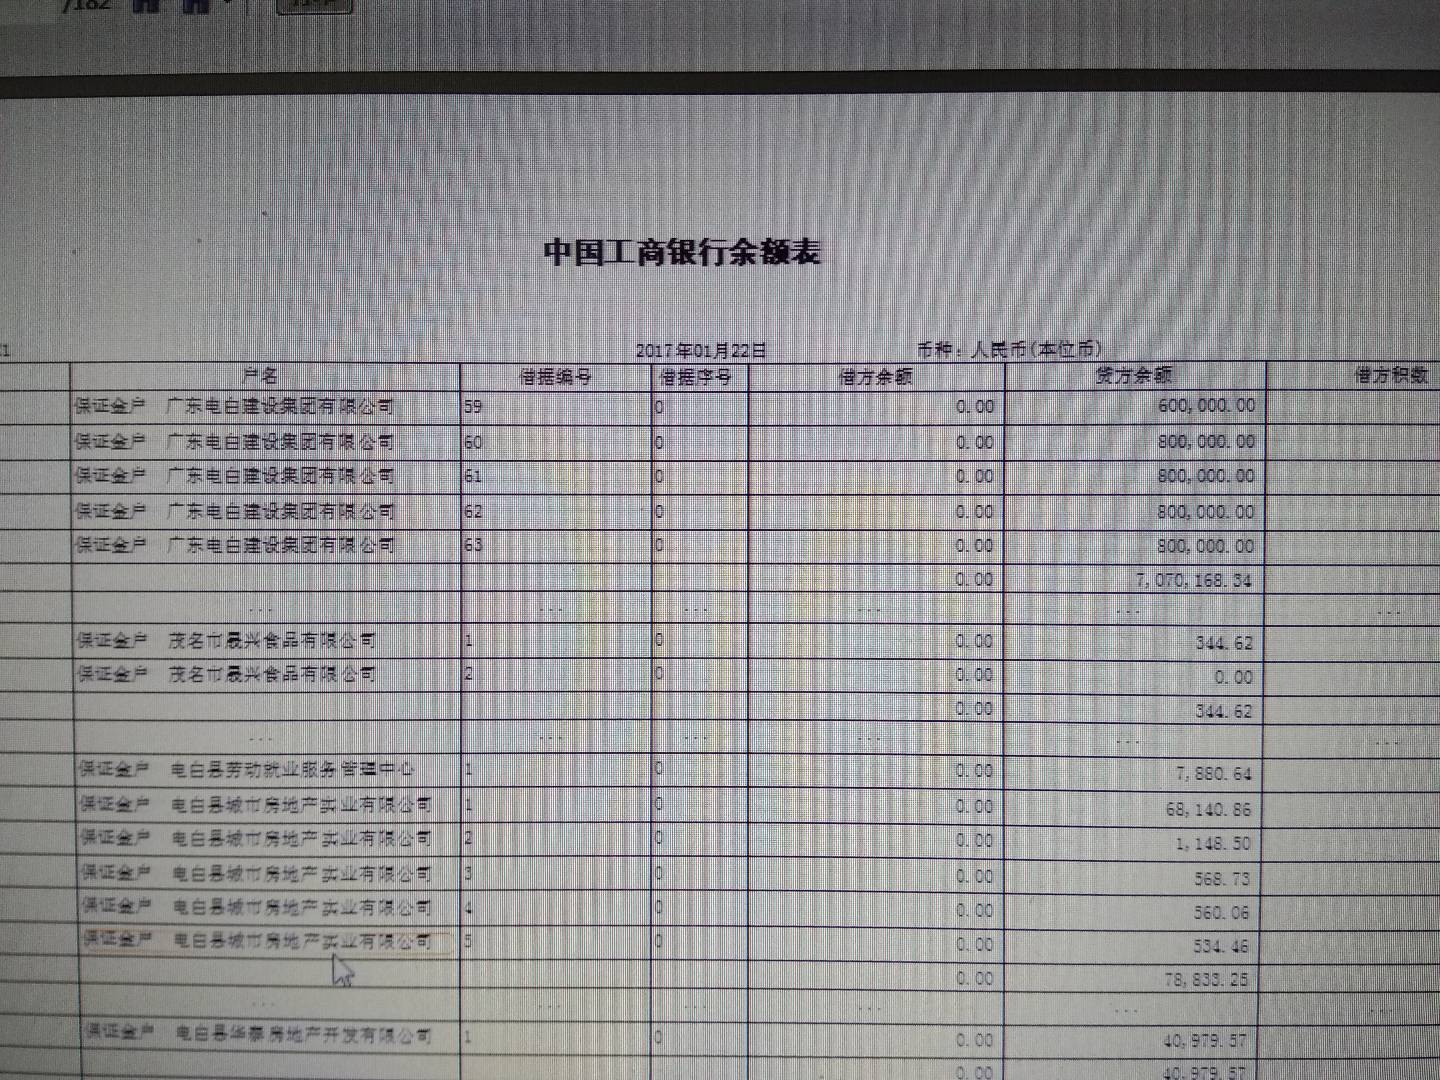 /182
中国工商银行余额表
2017年01月22日 币种：人民币(本位币)
户名 借据编号 借据序号 借方余额 贷方余额 借方积数
保证金户 广东电白建设集团有限公司 59 0 0.00 600,000.00
保证金户 广东电白建设集团有限公司 60 0 0.00 800,000.00
保证金户 广东电白建设集团有限公司 61 0 0.00 800,000.00
保证金户 广东电白建设集团有限公司 62 0 0.00 800,000.00
保证金户 广东电白建设集团有限公司 63 0 0.00 800,000.00
0.00 7,070,168.34
... ... ... ... ... ...
保证金户 茂名市晟兴食品有限公司 1 0 0.00 344.62
保证金户 茂名市晟兴食品有限公司 2 0 0.00 0.00
0.00 344.62
... ... ... ... ... ...
保证金户 电白县劳动就业服务管理中心 1 0 0.00 7,880.64
保证金户 电白县城市房地产实业有限公司 1 0 0.00 68,140.86
保证金户 电白县城市房地产实业有限公司 2 0 0.00 1,148.50
保证金户 电白县城市房地产实业有限公司 3 0 0.00 568.73
保证金户 电白县城市房地产实业有限公司 4 0 0.00 560.06
保证金户 电白县城市房地产实业有限公司 5 0 0.00 534.46
0.00 78,833.25
... ... ... ... ... ...
保证金户 电白县华泰房地产开发有限公司 1 0 0.00 40,979.57
0.00 40,979.57